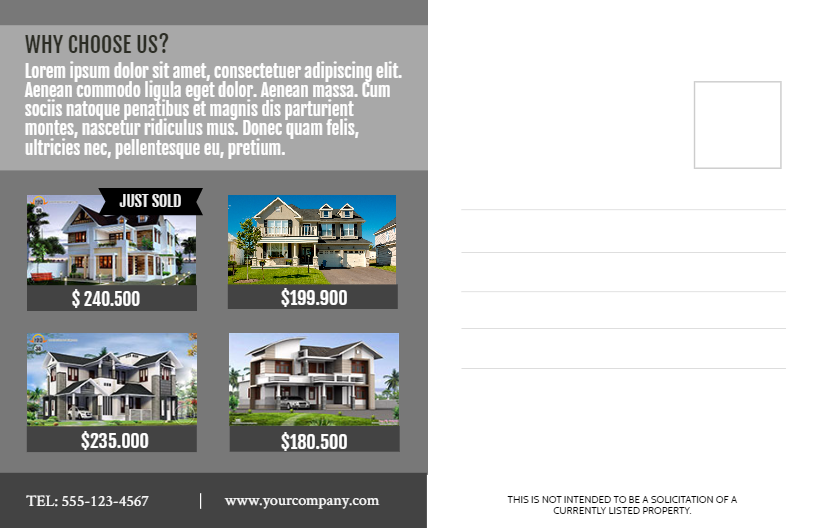 WHY CHOOSE US?
Lorem ipsum dolor sit amet, consectetuer adipiscing elit.
Aenean commodo ligula eget dolor. Aenean massa. Cum
sociis natoque penatibus et magnis dis parturient
montes, nascetur ridiculus mus. Donec quam felis,
ultricies nec, pellentesque eu, pretium.
JUST SOLD
$ 240.500
$199.900
$235.000
$180.500
TEL: 555-123-4567 | www.yourcompany.com
THIS IS NOT INTENDED TO BE A SOLICITATION OF A
CURRENTLY LISTED PROPERTY.